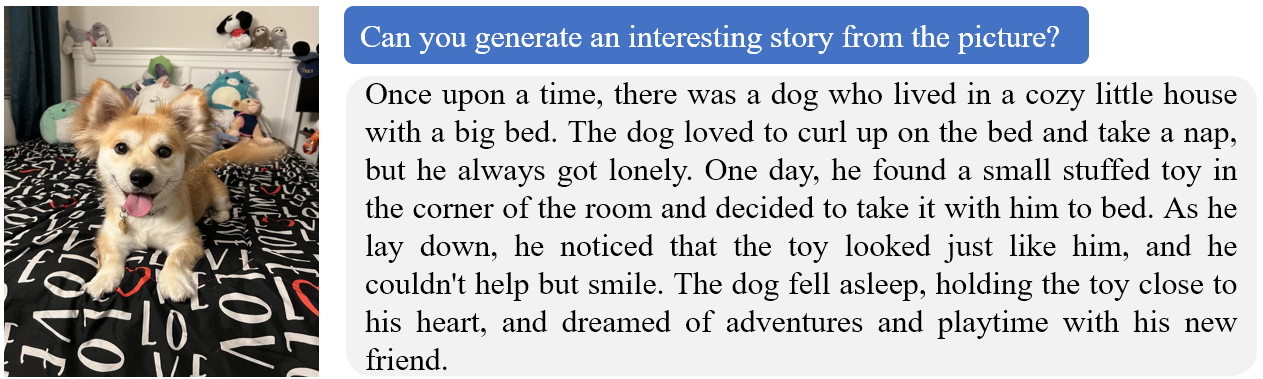 Can you generate an interesting story from the picture?
Once upon a time, there was a dog who lived in a cozy little house
with a big bed. The dog loved to curl up on the bed and take a nap,
but he always got lonely. One day, he found a small stuffed toy in
the corner of the room and decided to take it with him to bed. As he
lay down, he noticed that the toy looked just like him, and he
couldn't help but smile. The dog fell asleep, holding the toy close to
his heart, and dreamed of adventures and playtime with his new
friend.
LOVE